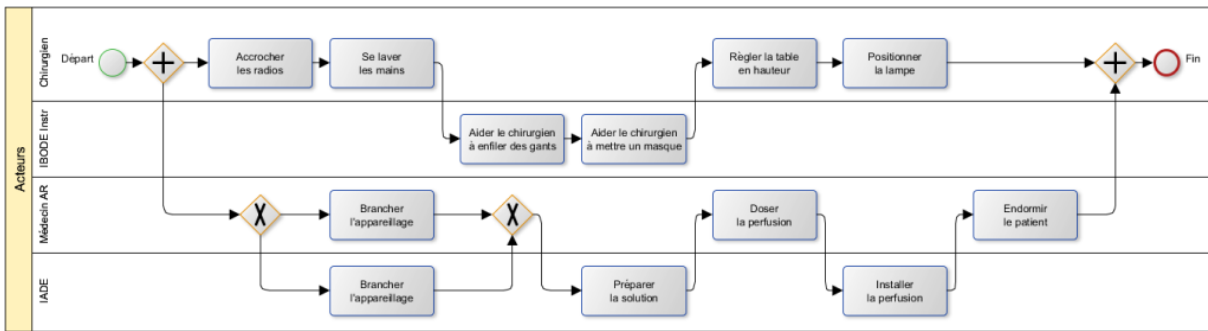 Acteurs
Chirurgien
Départ
Accrocher
les radios
Se laver
les mains
Règler la table
en hauteur
Positionner
la lampe
Fin
IBODE Instr
Aider le chirurgien
à enfiler des gants
Aider le chirurgien
à mettre un masque
Médecin AR
Brancher
l'appareillage
Doser
la perfusion
Endormir
le patient
IADE
Brancher
l'appareillage
Préparer
la solution
Installer
la perfusion